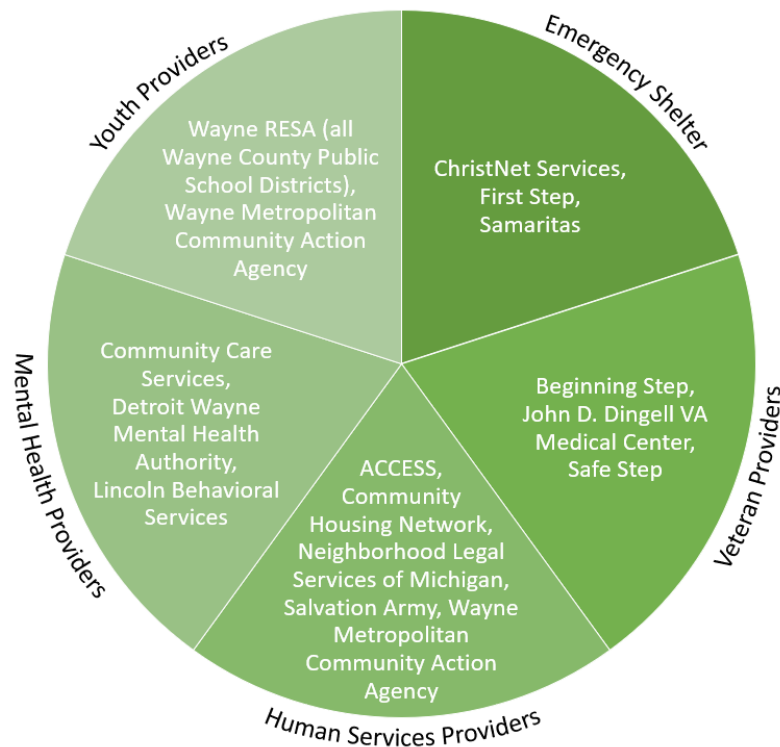 Emergency Shelter
ChristNet Services,
First Step,
Samaritas
Veteran Providers
Beginning Step,
John D. Dingell VA
Medical Center,
Safe Step
Human Services Providers
ACCESS,
Community
Housing Network,
Neighborhood Legal
Services of Michigan,
Salvation Army, Wayne
Metropolitan
Community Action
Agency
Mental Health Providers
Community Care
Services,
Detroit Wayne
Mental Health
Authority,
Lincoln Behavioral
Services
Youth Providers
Wayne RESA (all
Wayne County Public
School Districts),
Wayne Metropolitan
Community Action
Agency